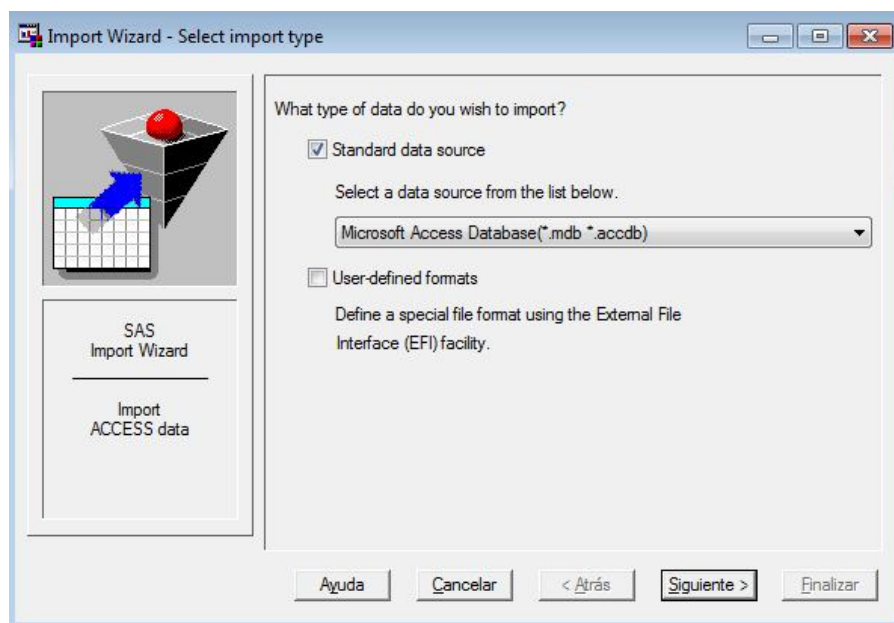 Import Wizard - Select import type
What type of data do you wish to import?
Standard data source
Select a data source from the list below.
Microsoft Access Database(*.mdb *.accdb)
User-defined formats
Define a special file format using the External File
Interface (EFI) facility.
SAS
Import Wizard
Import
ACCESS data
Ayuda
Cancelar
< Atrás
Siguiente >
Finalizar